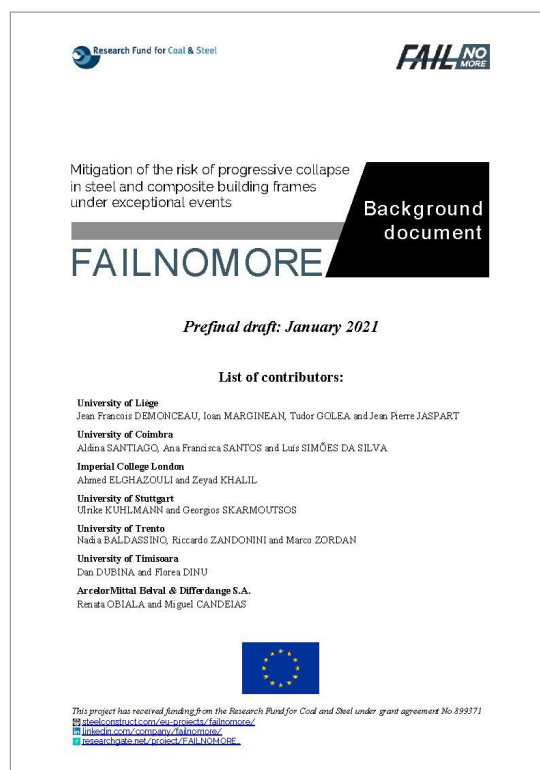 Research Fund for Coal & Steel
FAIL NO MORE
Mitigation of the risk of progressive collapse
in steel and composite building frames
under exceptional events
Background
document
FAILNOMORE
Prefinal draft: January 2021
List of contributors:
University of Liège
Jean Francois DEMONCEAU, Ioan MARGINEAN, Tudor GOLEA and Jean Pierre JASPART
University of Coimbra
Aldina SANTIAGO, Ana Francisca SANTOS and Luís SIMÕES DA SILVA
Imperial College London
Ahmed ELGHAZOULI and Zeyad KHALIL
University of Stuttgart
Ulrike KUHLMANN and Georgios SKARMOUTSOS
University of Trento
Nadia BALDASSINO, Riccardo ZANDONINI and Marco ZORDAN
University of Timisoara
Dan DUBINA and Florea DINU
ArcelorMittal Belval & Differdange S.A.
Renata OBIALA and Miguel CANDEIAS
This project has received funding from the Research Fund for Coal and Steel under grant agreement No 899371
steelconstruct.com/eu-projects/failnomore/
linkedin.com/company/failnomore/
researchgate.net/project/FAILNOMORE_